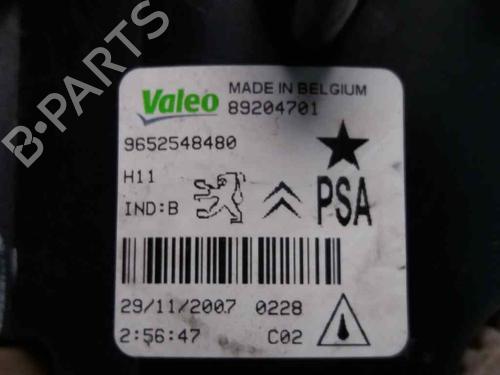 Valeo MADE IN BELGIUM
89204701
9652548480
H11
IND:B PSA
29/11/2007 0228
2:56:47 C02
B-PARTS